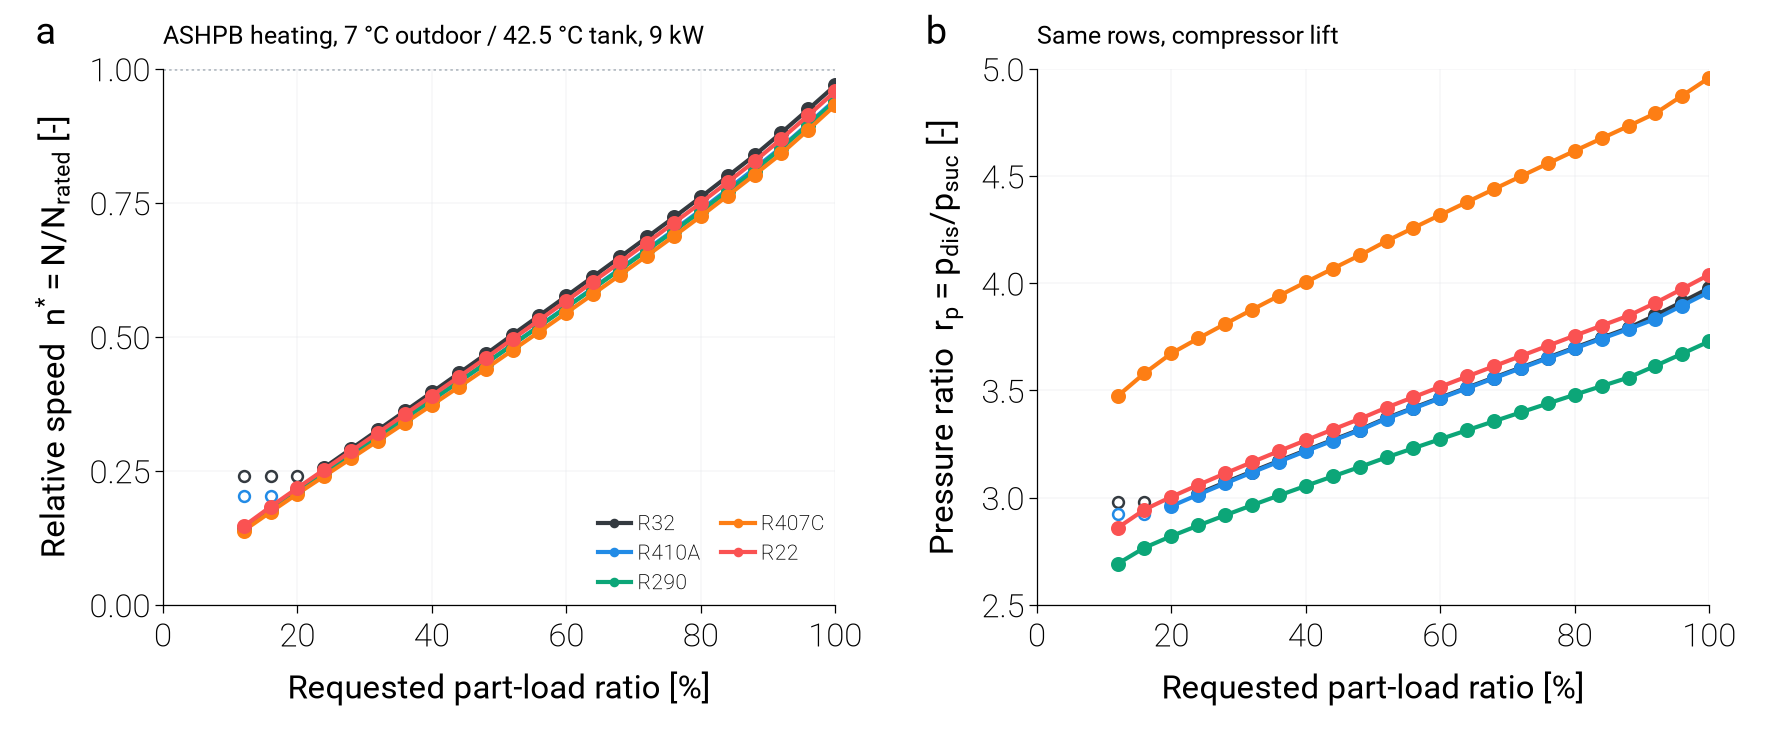 a
ASHPB heating, 7 °C outdoor / 42.5 °C tank, 9 kW
1.00
0.75
0.50
0.25
0.00
Relative speed n* = N/Nrated [-]
R32
R410A
R290
R407C
R22
0 20 40 60 80 100
Requested part-load ratio [%]
b
Same rows, compressor lift
5.0
4.5
4.0
3.5
3.0
2.5
Pressure ratio rp = pdis/psuc [-]
0 20 40 60 80 100
Requested part-load ratio [%]